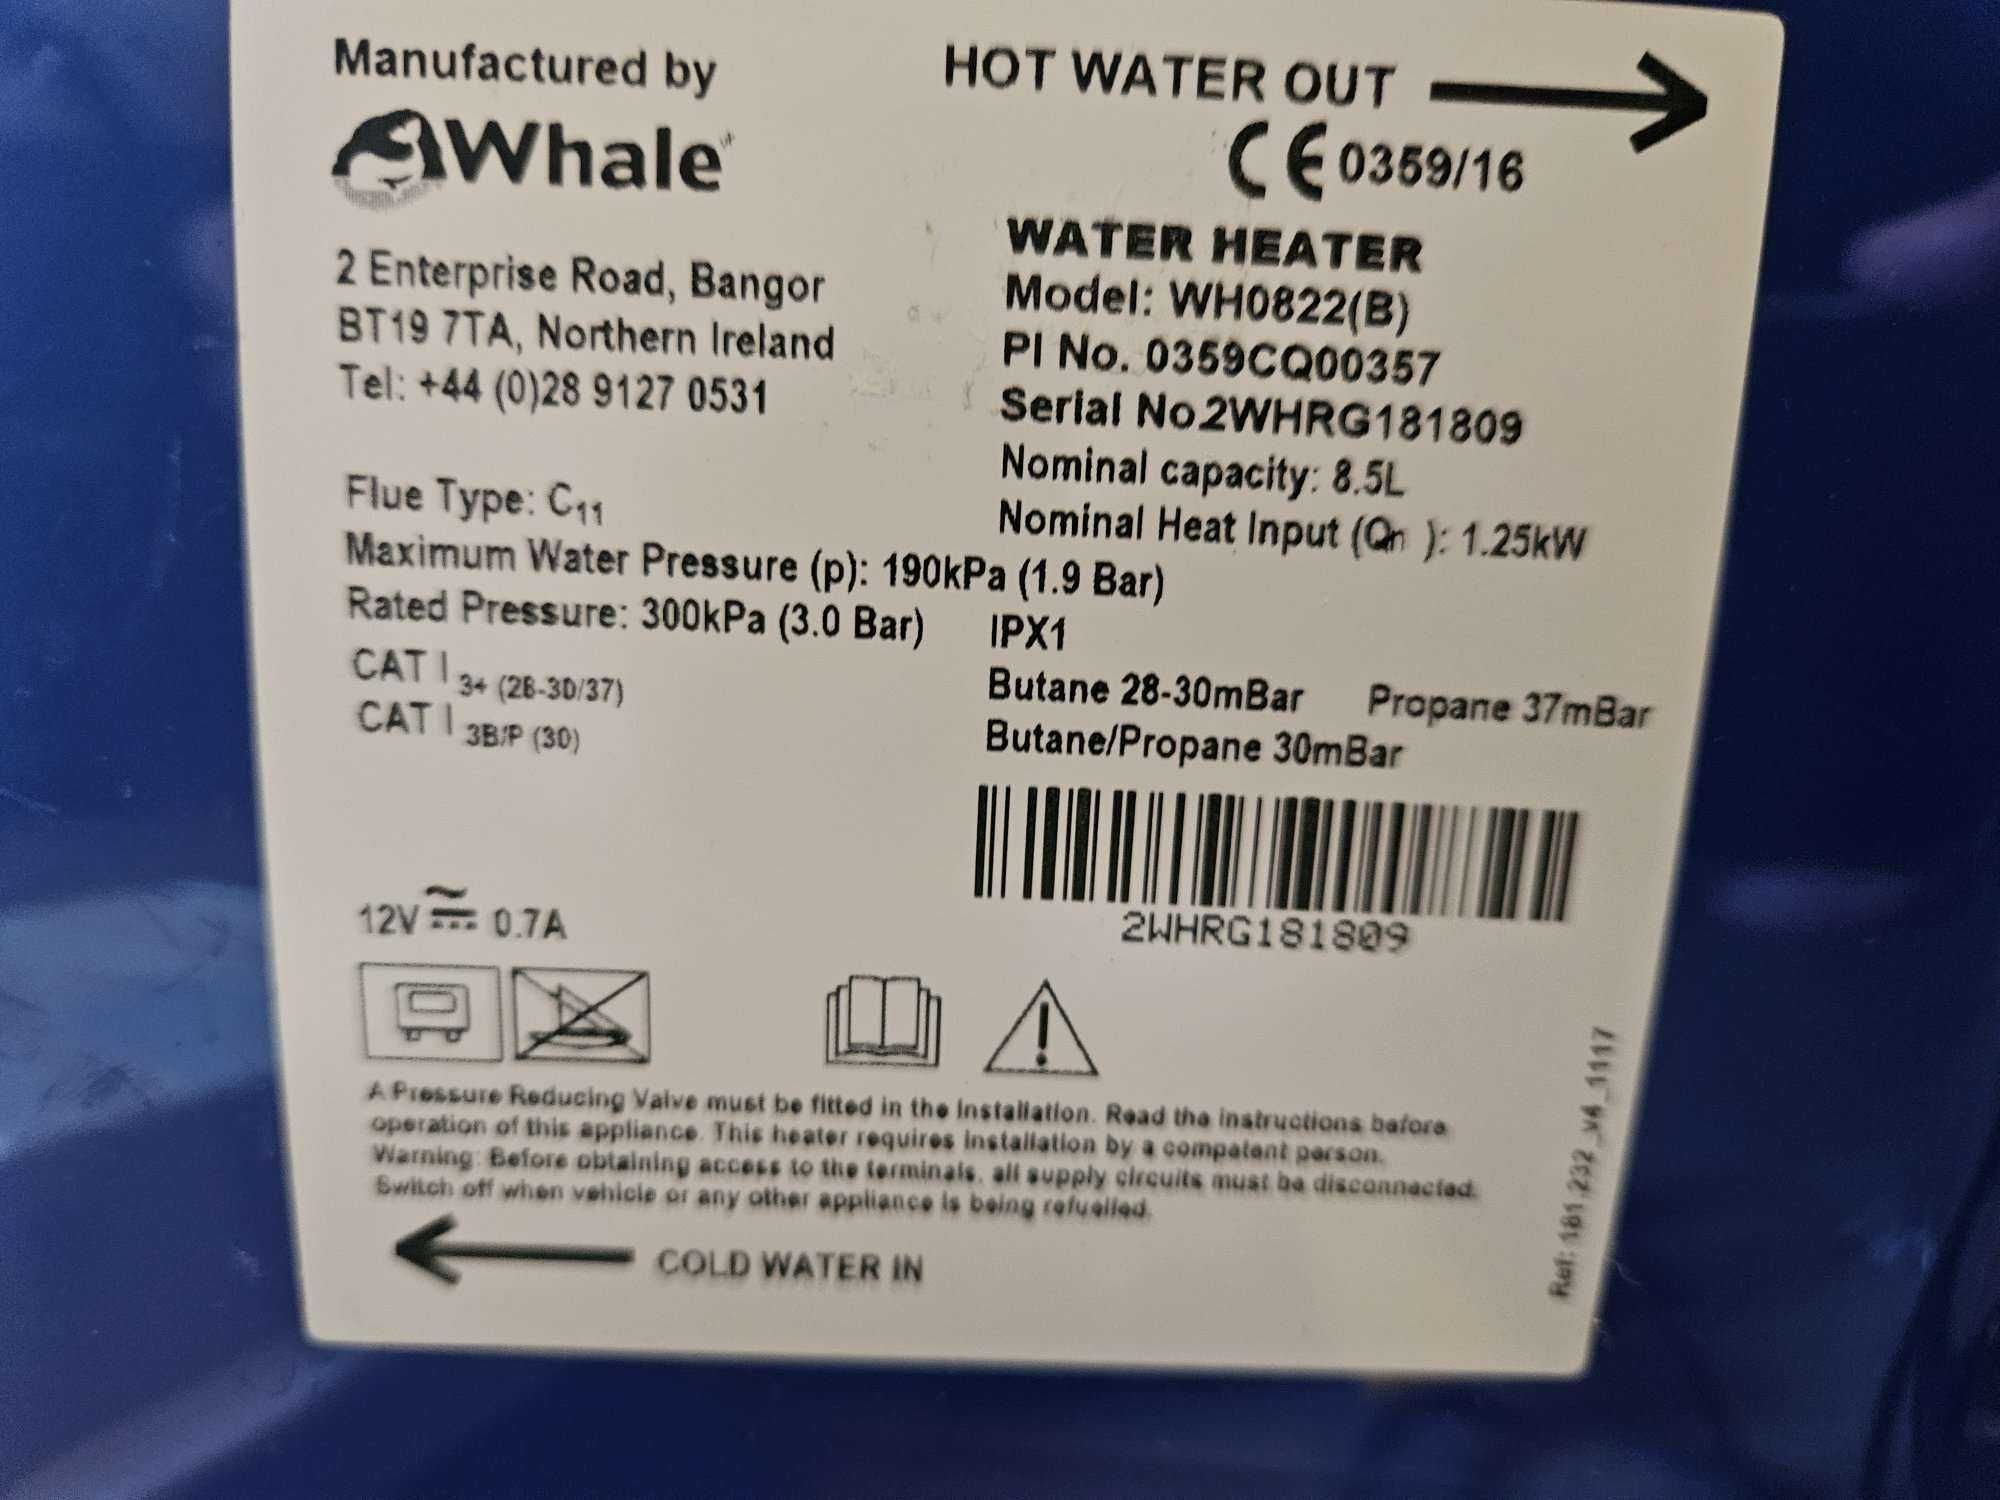 Manufactured by
Whale
2 Enterprise Road, Bangor
BT19 7TA, Northern Ireland
Tel: +44 (0)28 9127 0531
HOT WATER OUT
CE 0359/16
WATER HEATER
Model: WH0822(B)
PI No. 0359CQ00357
Serial No.2WHRG181809
Nominal capacity: 8.5L
Nominal Heat Input (Qn ): 1.25kW
Flue Type: C11
Maximum Water Pressure (p): 190kPa (1.9 Bar)
Rated Pressure: 300kPa (3.0 Bar)
IPX1
CAT I 3+ (28-30/37)
Butane 28-30mBar Propane 37mBar
CAT I 3B/P (30)
Butane/Propane 30mBar
2WHRG181809
12V 0.7A
A Pressure Reducing Valve must be fitted in the installation. Read the instructions before
operation of this appliance. This heater requires installation by a competent person.
Warning: Before obtaining access to the terminals, all supply circuits must be disconnected.
Switch off when vehicle or any other appliance is being refuelled.
COLD WATER IN
Ref: 181.232_v6_1117